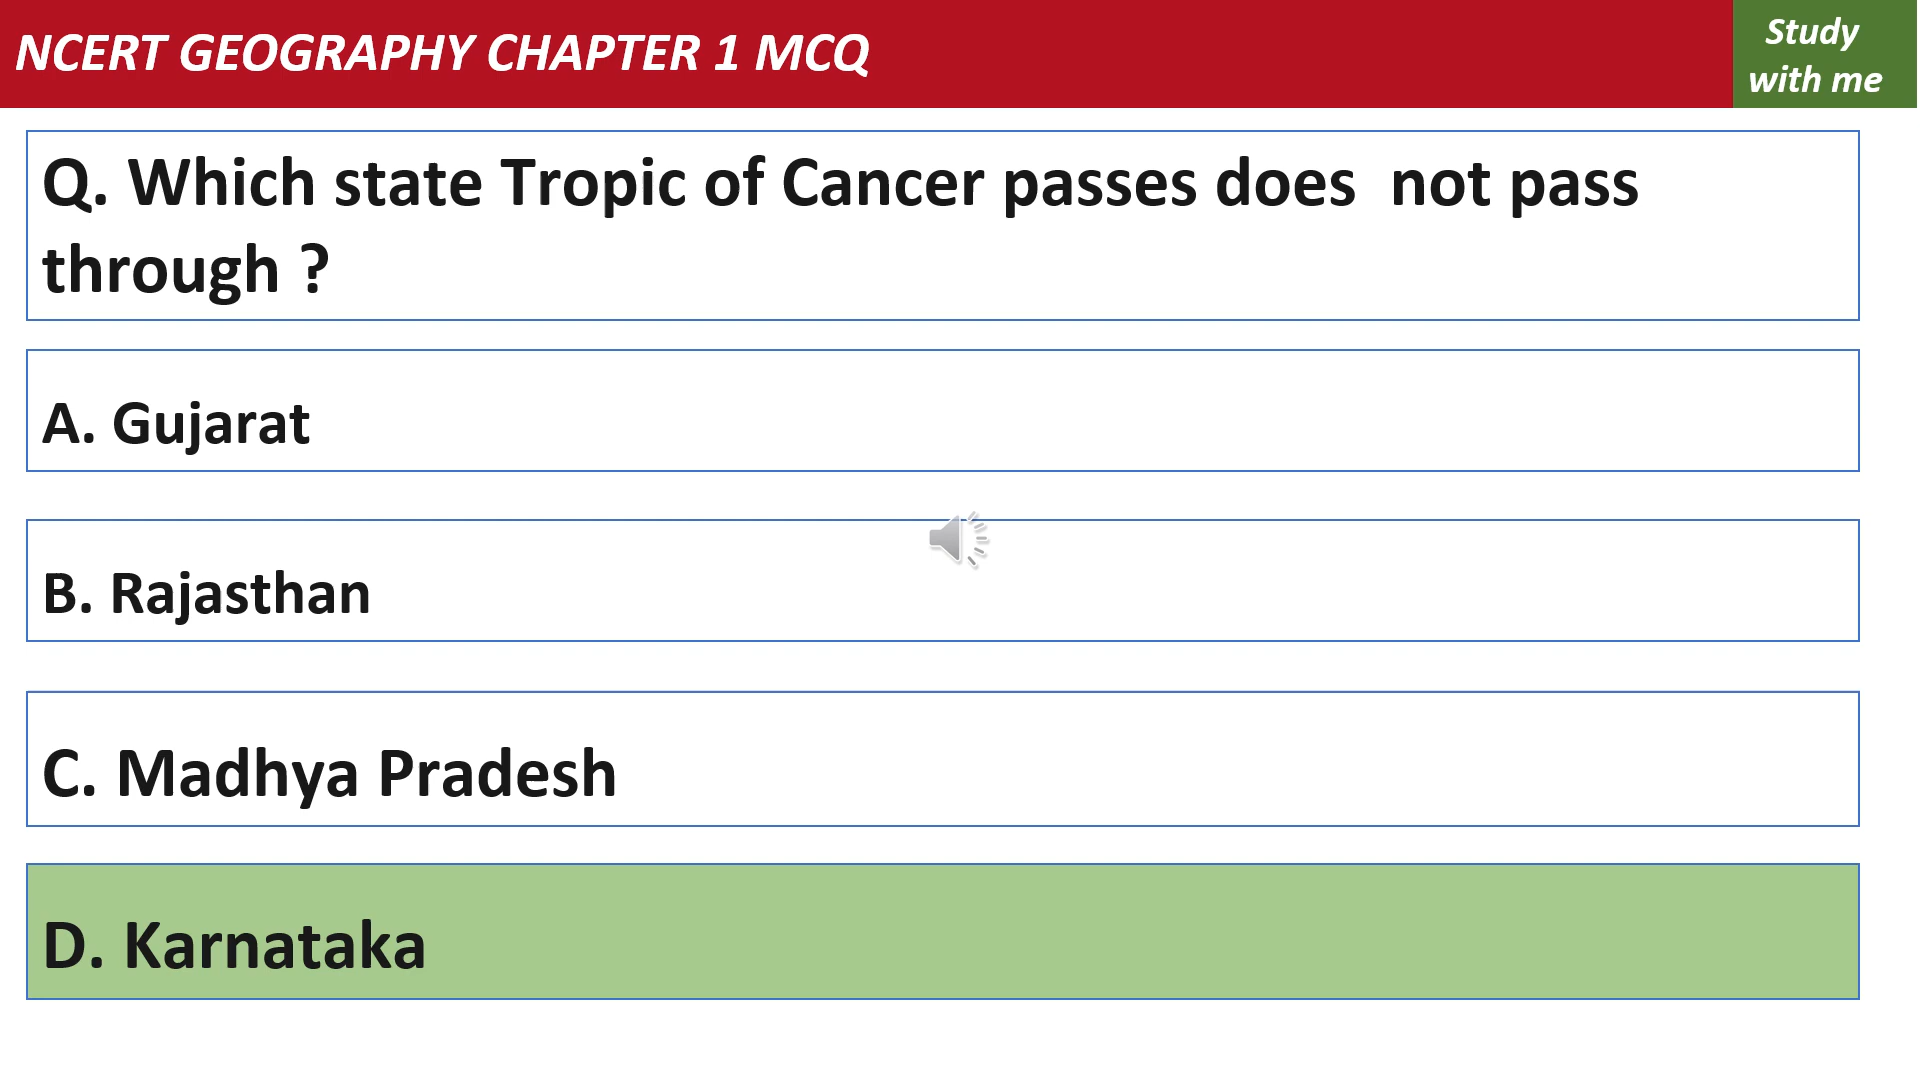 NCERT GEOGRAPHY CHAPTER 1 MCQ
Study
with me
Q. Which state Tropic of Cancer passes does  not pass
through ?
A. Gujarat
B. Rajasthan
C. Madhya Pradesh
D. Karnataka